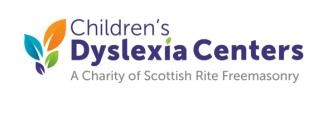 Children's
Dyslexia Centers
A Charity of Scottish Rite Freemasonry